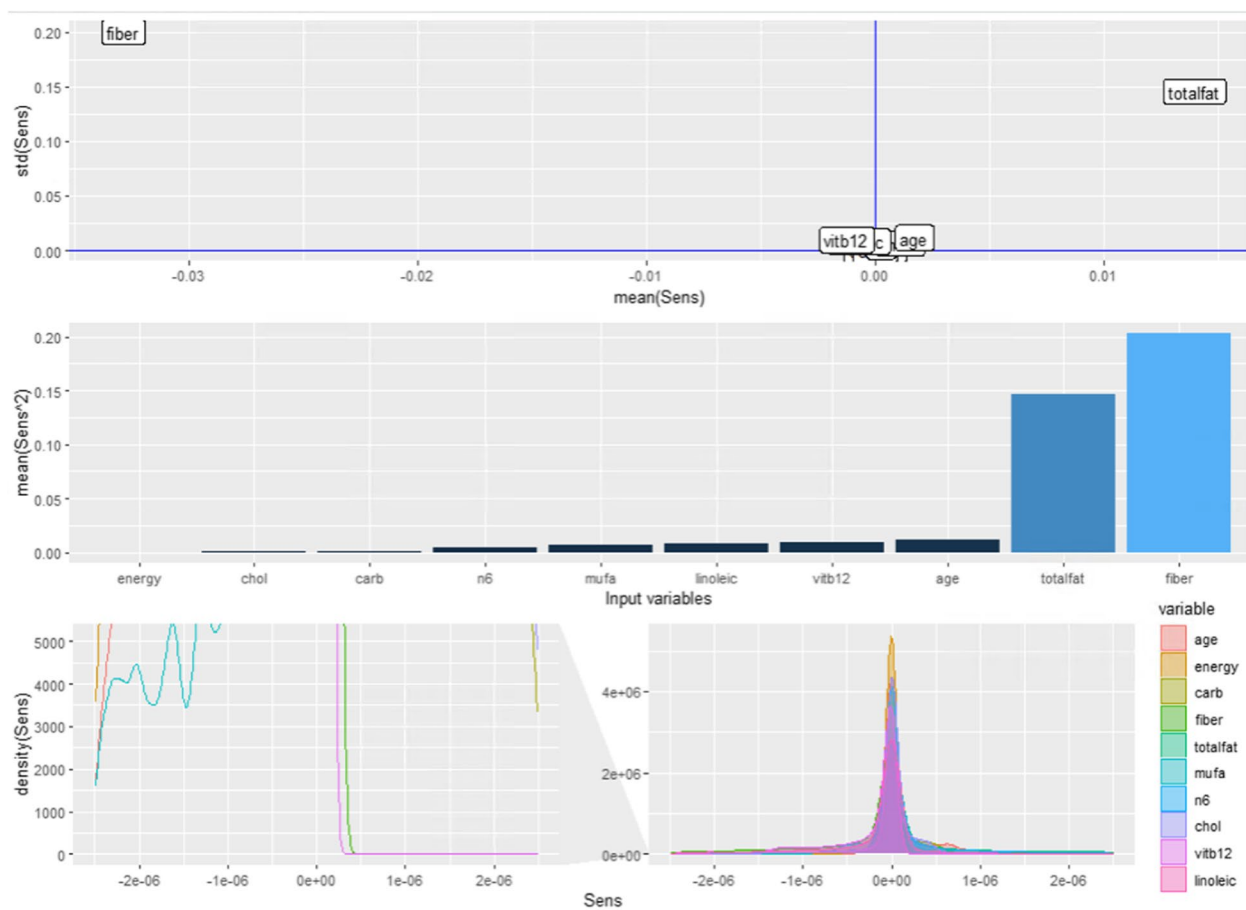 0.20
fiber
0.15
totalfat
0.10
0.05
vitb12
c
age
0.00
std(Sens)
-0.03 -0.02 -0.01 0.00 0.01
mean(Sens)
0.20
0.15
0.10
0.05
0.00
mean(Sens^2)
energy chol carb n6 mufa linoleic vitb12 age totalfat fiber
Input variables
5000
4000
3000
2000
1000
0
density(Sens)
-2e-06 -1e-06 0e+00 1e-06 2e-06
4e+06
2e+06
0e+00
-2e-06 -1e-06 0e+00 1e-06 2e-06
Sens
variable
age
energy
carb
fiber
totalfat
mufa
n6
chol
vitb12
linoleic